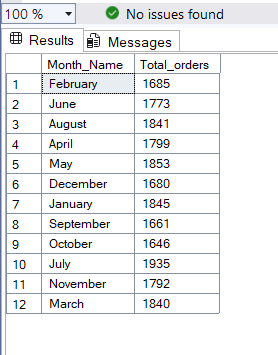 100 % No issues found
Results Messages
Month_Name Total_orders
1 February 1685
2 June 1773
3 August 1841
4 April 1799
5 May 1853
6 December 1680
7 January 1845
8 September 1661
9 October 1646
10 July 1935
11 November 1792
12 March 1840